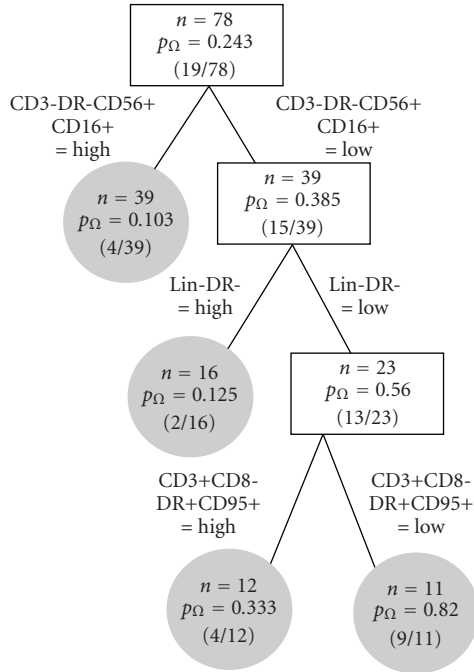 n = 78
pΩ = 0.243
(19/78)
CD3-DR-CD56+
CD16+
= high
CD3-DR-CD56+
CD16+
= low
n = 39
pΩ = 0.103
(4/39)
n = 39
pΩ = 0.385
(15/39)
Lin-DR-
= high
Lin-DR-
= low
n = 16
pΩ = 0.125
(2/16)
n = 23
pΩ = 0.56
(13/23)
CD3+CD8-
DR+CD95+
= high
CD3+CD8-
DR+CD95+
= low
n = 12
pΩ = 0.333
(4/12)
n = 11
pΩ = 0.82
(9/11)